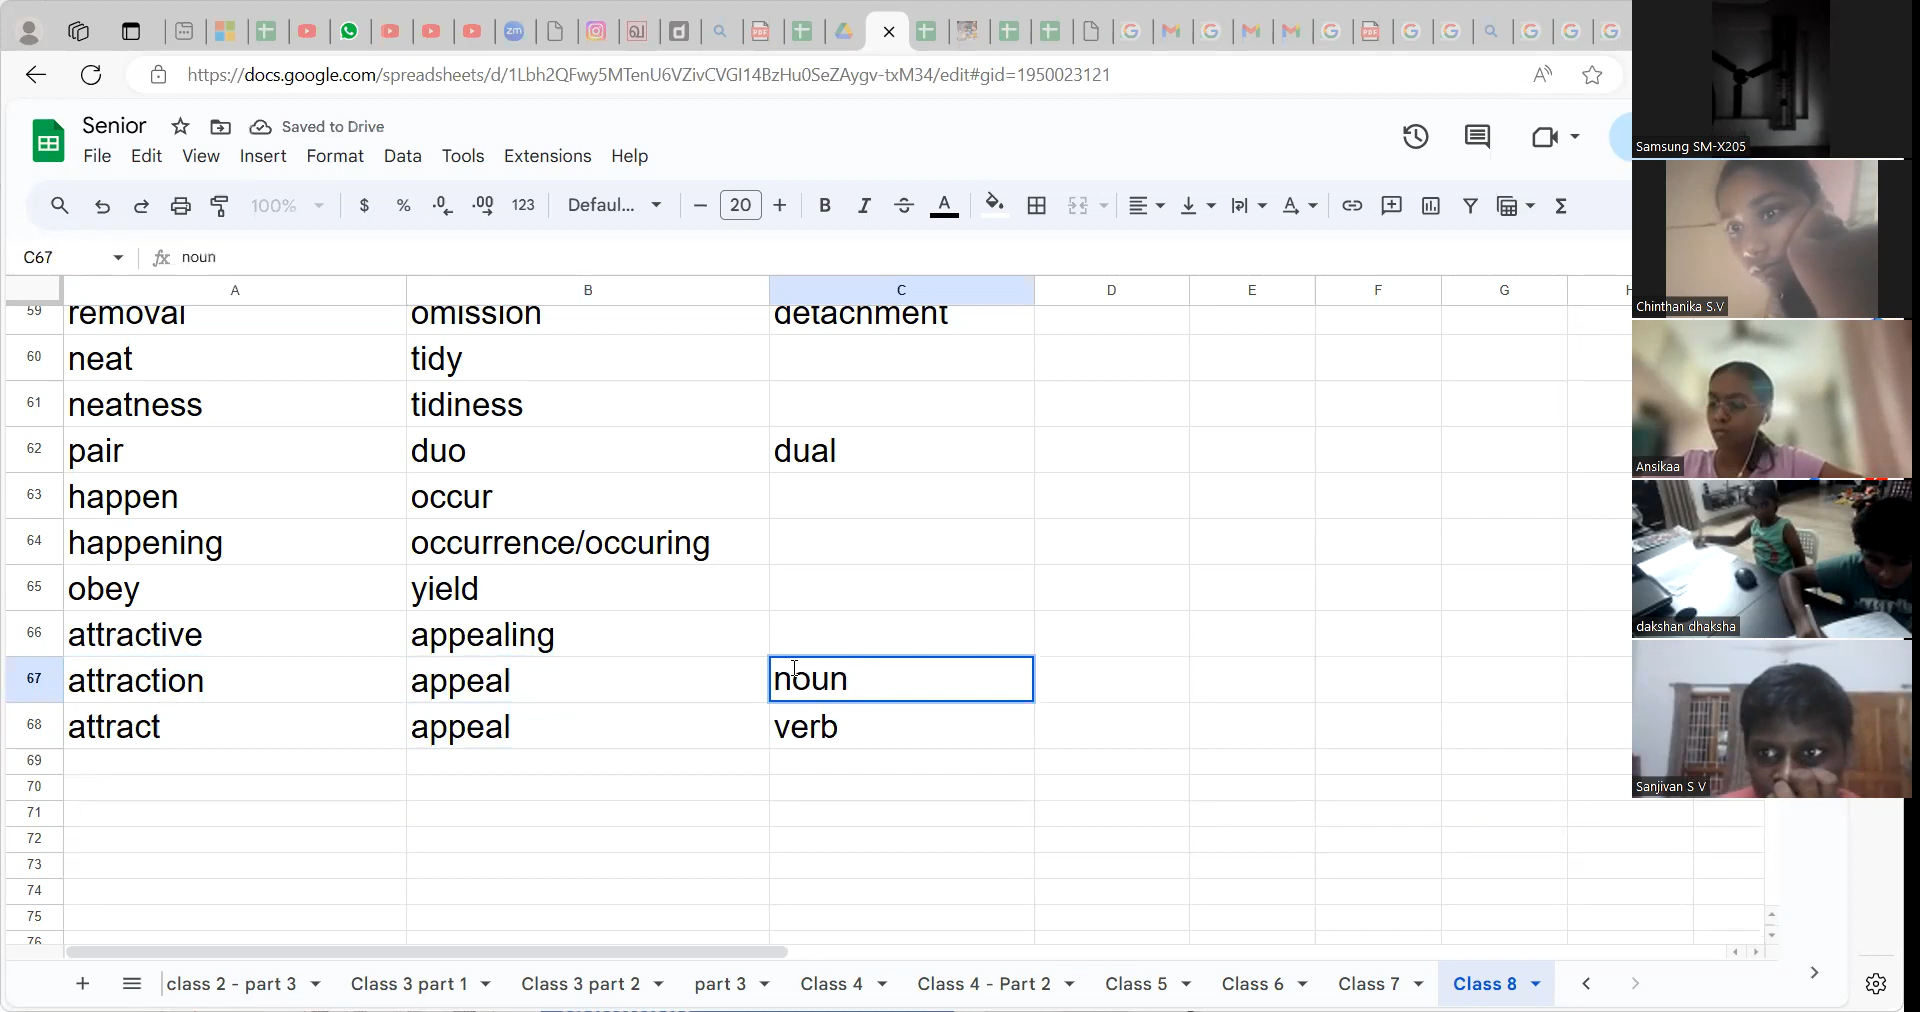 zm
https://docs.google.com/spreadsheets/d/1Lbh2QFwy5MTenU6VZivCVGI14BzHu0SeZAygv-txM34/edit#gid=1950023121
Senior Saved to Drive
File Edit View Insert Format Data Tools Extensions Help
100% $ % .0 .00 123 Defaul... 20 B I A
C67 fx noun
A B C D E F G
59 removal omission detachment
60 neat tidy
61 neatness tidiness
62 pair duo dual
63 happen occur
64 happening occurrence/occuring
65 obey yield
66 attractive appealing
67 attraction appeal noun
68 attract appeal verb
69
70
71
72
73
74
75
76
class 2 - part 3 Class 3 part 1 Class 3 part 2 part 3 Class 4 Class 4 - Part 2 Class 5 Class 6 Class 7 Class 8
Samsung SM-X205
Chinthanika S.V
Ansikaa
dakshan dhaksha
Sanjivan S V